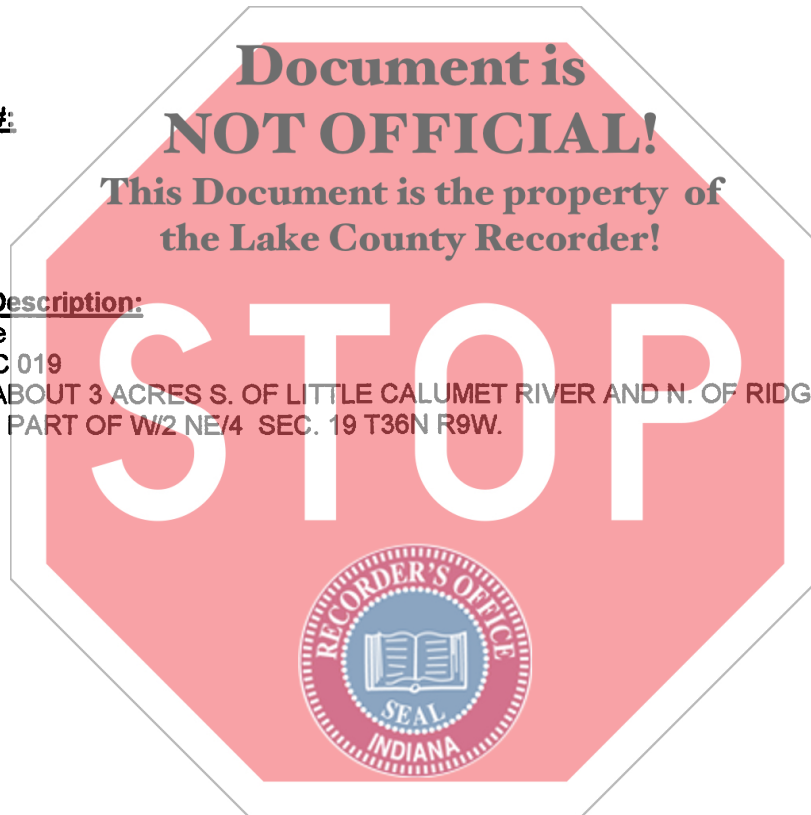 #:
Document is
NOT OFFICIAL!
This Document is the property of
the Lake County Recorder!
Description:
e
C 019
ABOUT 3 ACRES S. OF LITTLE CALUMET RIVER AND N. OF RIDG
PART OF W/2 NE/4 SEC. 19 T36N R9W.
STOP
RECORDER'S OFFICE
SEAL
INDIANA